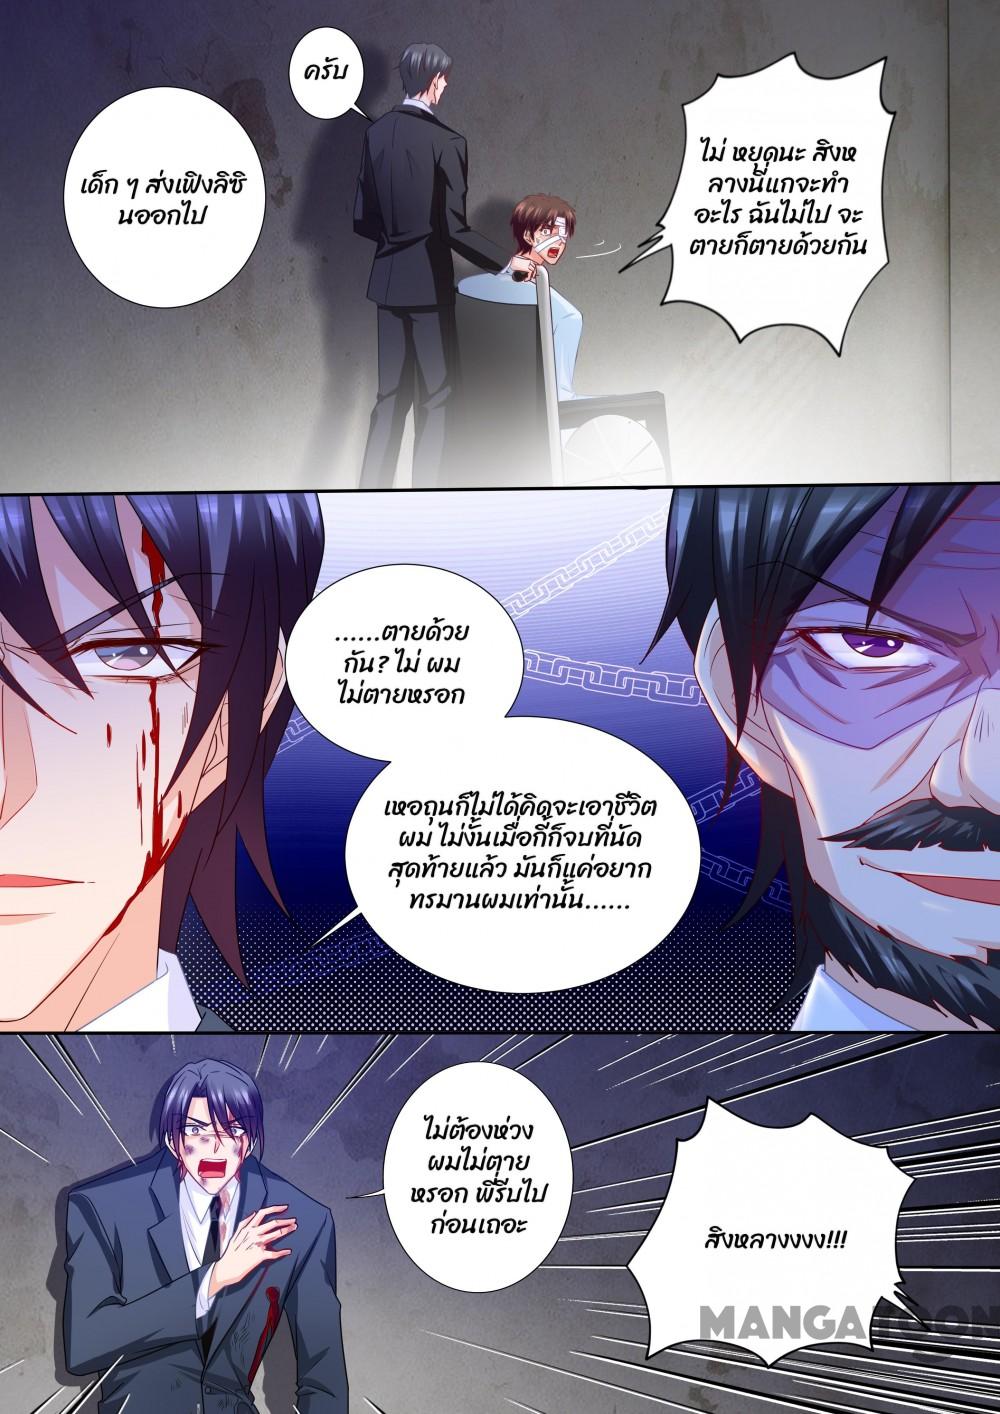 ครับ
เด็ก ๆ ส่งเฟิงลิซิ
นออกไป
ไม่ หยุดนะ สิงห
ลางนี่แกจะทำ
อะไร ฉันไม่ไป จะ
ตายก็ตายด้วยกัน
......ตายด้วย
กัน? ไม่ ผม
ไม่ตายหรอก
เหอถุนก็ไม่ได้คิดจะเอาชีวิต
ผม ไม่งั้นเมื่อกี้ก็จบที่นัด
สุดท้ายแล้ว มันก็แค่อยาก
ทรมานผมเท่านั้น......
ไม่ต้องห่วง
ผมไม่ตาย
หรอก พี่รีบไป
ก่อนเถอะ
สิงหลางงงง!!!
MANGATOON